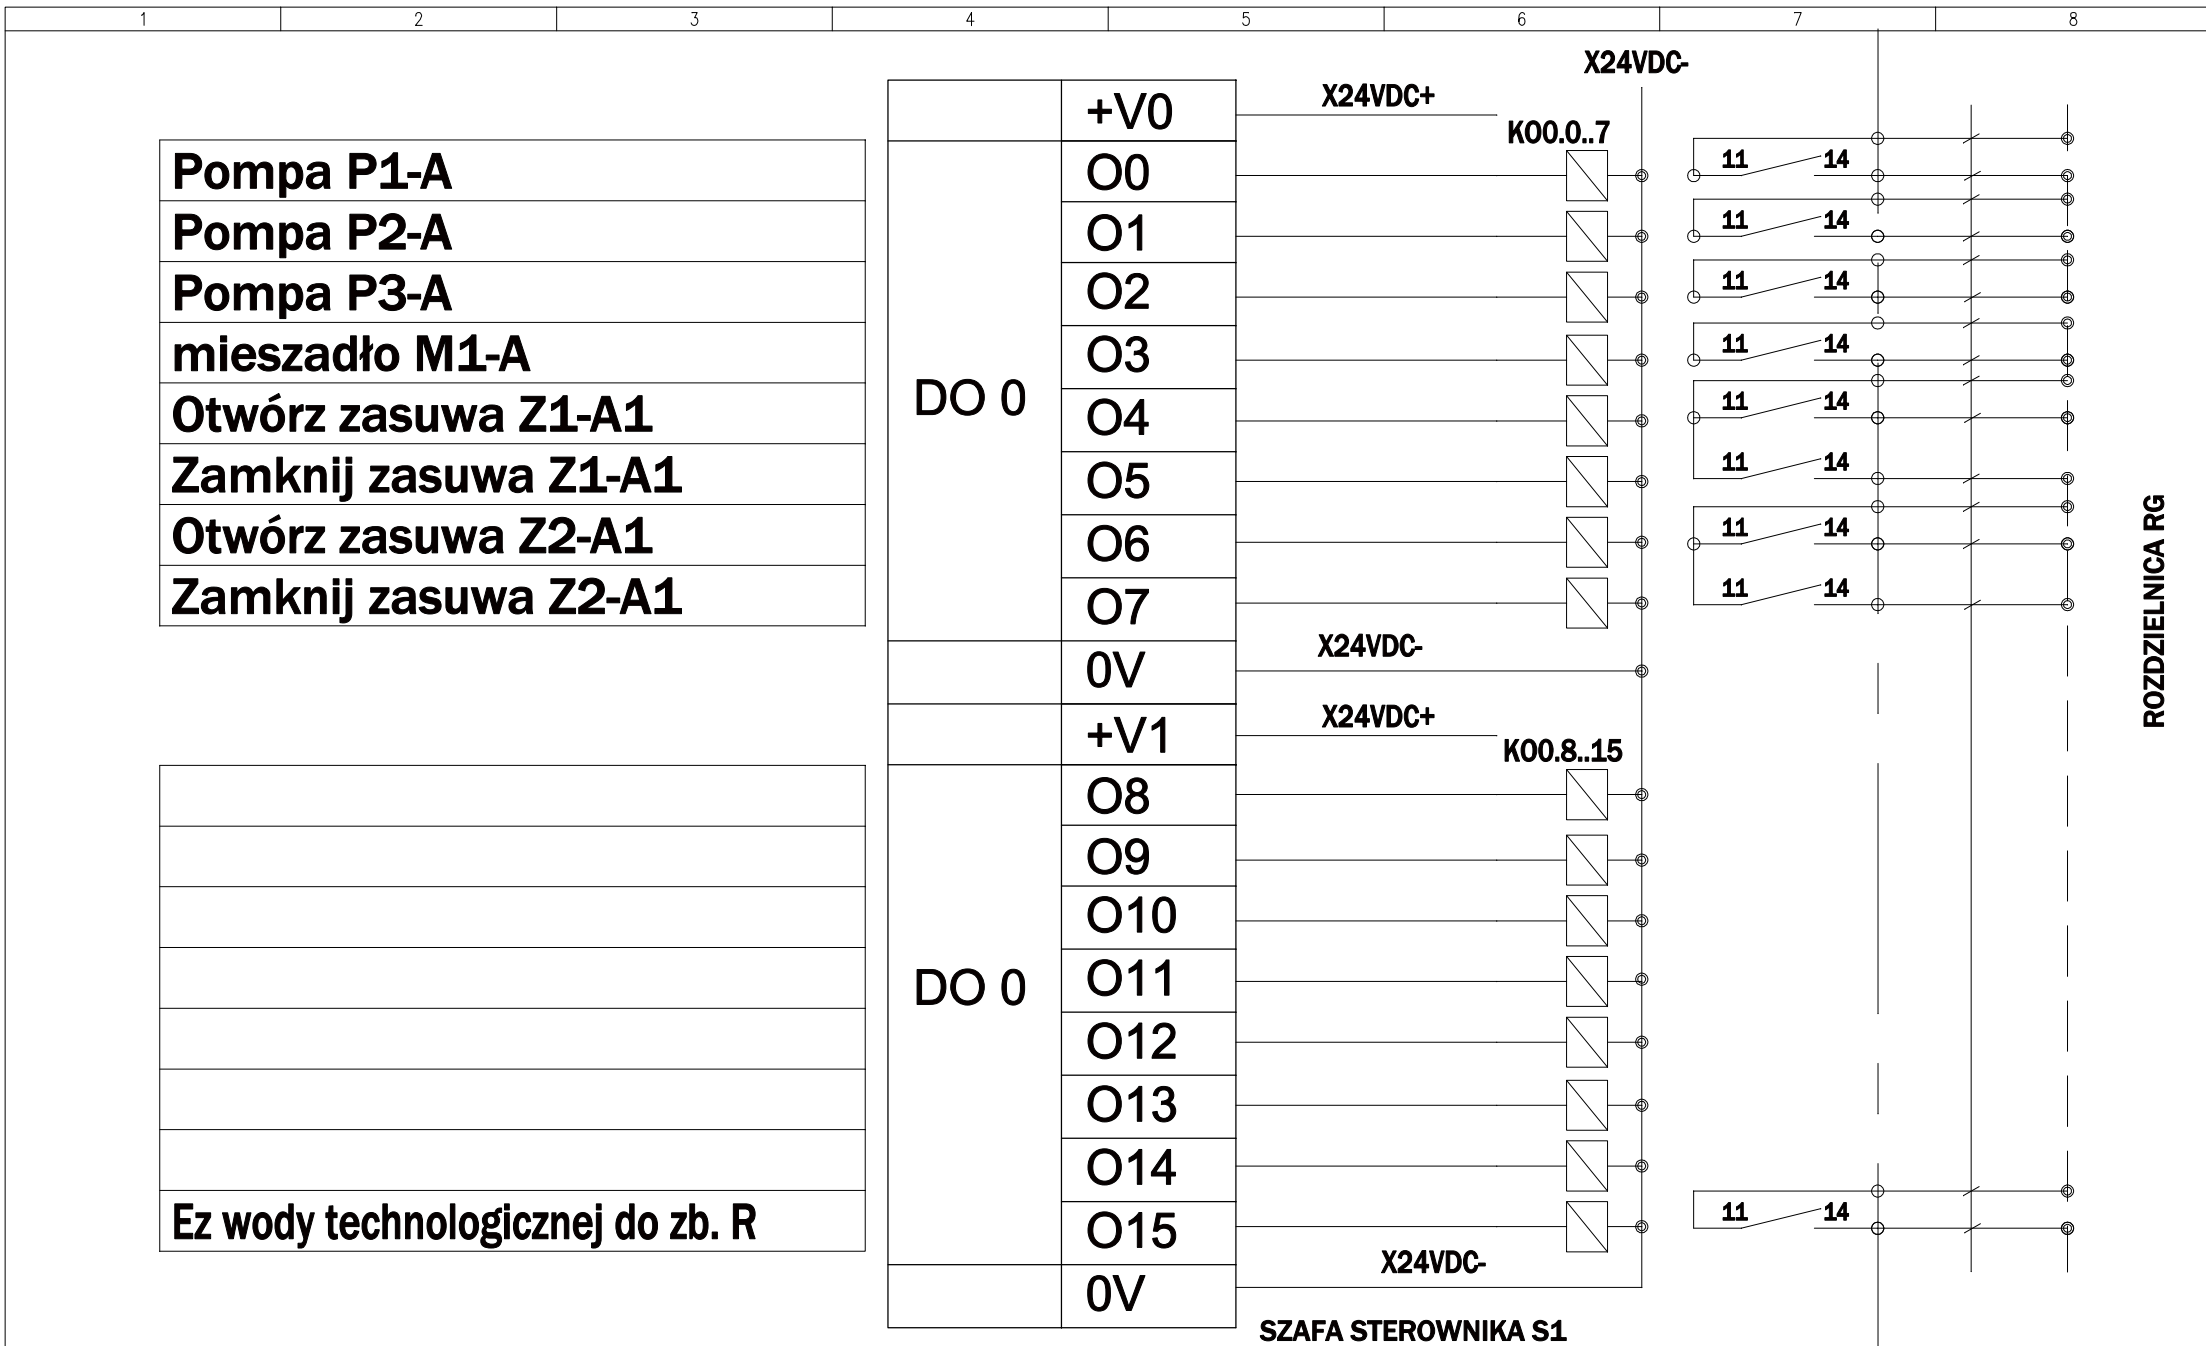 1 2 3 4 5 6 7 8
X24VDC-
+V0 X24VDC+
KO0.0..7
Pompa P1-A O0 11 14
Pompa P2-A O1 11 14
Pompa P3-A O2 11 14
mieszadło M1-A O3 11 14
DO 0
Otwórz zasuwa Z1-A1 O4 11 14
Zamknij zasuwa Z1-A1 O5 11 14
Otwórz zasuwa Z2-A1 O6 11 14
Zamknij zasuwa Z2-A1 O7 11 14
ROZDZIELNICA RG
0V X24VDC-
+V1 X24VDC+
KO0.8..15
O8
O9
O10
O11
DO 0
O12
O13
O14
Ez wody technologicznej do zb. R O15 11 14
X24VDC-
0V
SZAFA STEROWNIKA S1